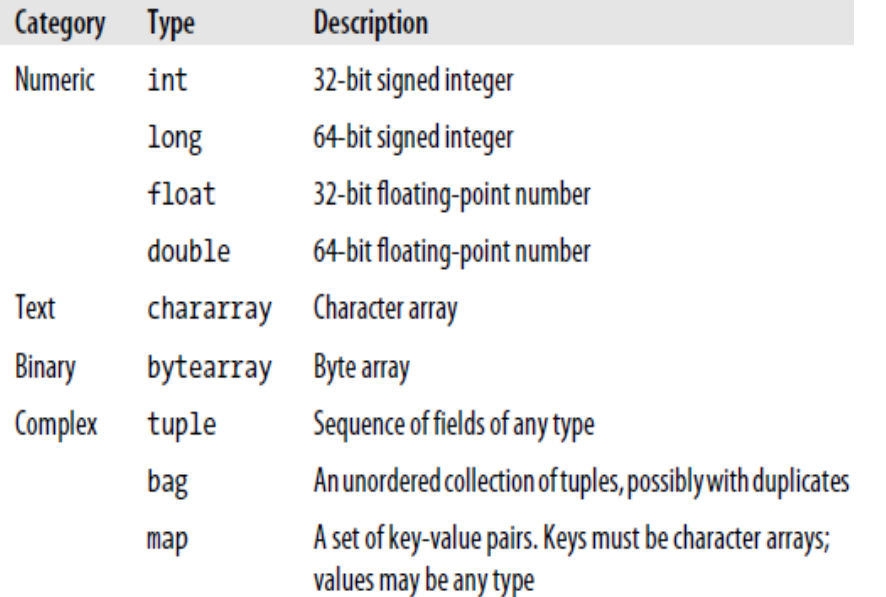 Category Type Description
Numeric int 32-bit signed integer
long 64-bit signed integer
float 32-bit floating-point number
double 64-bit floating-point number
Text chararray Character array
Binary bytearray Byte array
Complex tuple Sequence of fields of any type
bag An unordered collection of tuples, possibly with duplicates
map A set of key-value pairs. Keys must be character arrays;
values may be any type